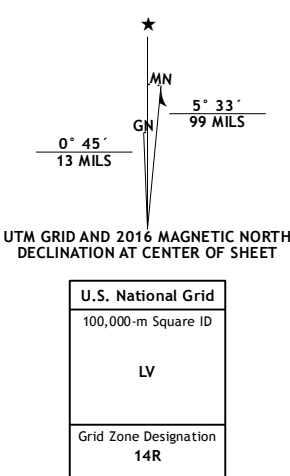 MN
5° 33´
99 MILS
GN
0° 45´
13 MILS
UTM GRID AND 2016 MAGNETIC NORTH
DECLINATION AT CENTER OF SHEET
U.S. National Grid
100,000-m Square ID
LV
Grid Zone Designation
14R